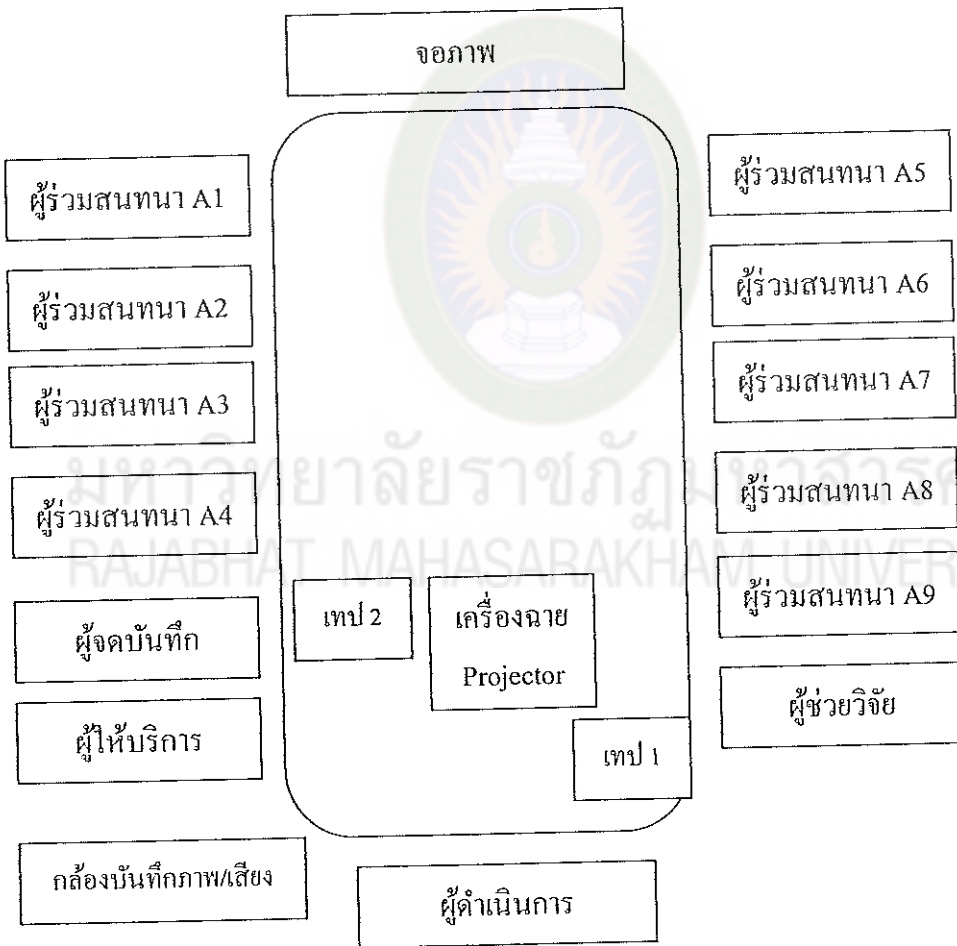 จอภาพ
ผู้ร่วมสนทนา A1
ผู้ร่วมสนทนา A2
ผู้ร่วมสนทนา A3
ผู้ร่วมสนทนา A4
ผู้จดบันทึก
ผู้ให้บริการ
กล้องบันทึกภาพ/เสียง
เทป 2
เครื่องฉาย
Projector
เทป 1
ผู้ดำเนินการ
ผู้ร่วมสนทนา A5
ผู้ร่วมสนทนา A6
ผู้ร่วมสนทนา A7
ผู้ร่วมสนทนา A8
ผู้ร่วมสนทนา A9
ผู้ช่วยวิจัย
มหาวิทยาลัยราชภัฏมหาสารค
RAJABHAT MAHASARAKHAM UNIVER